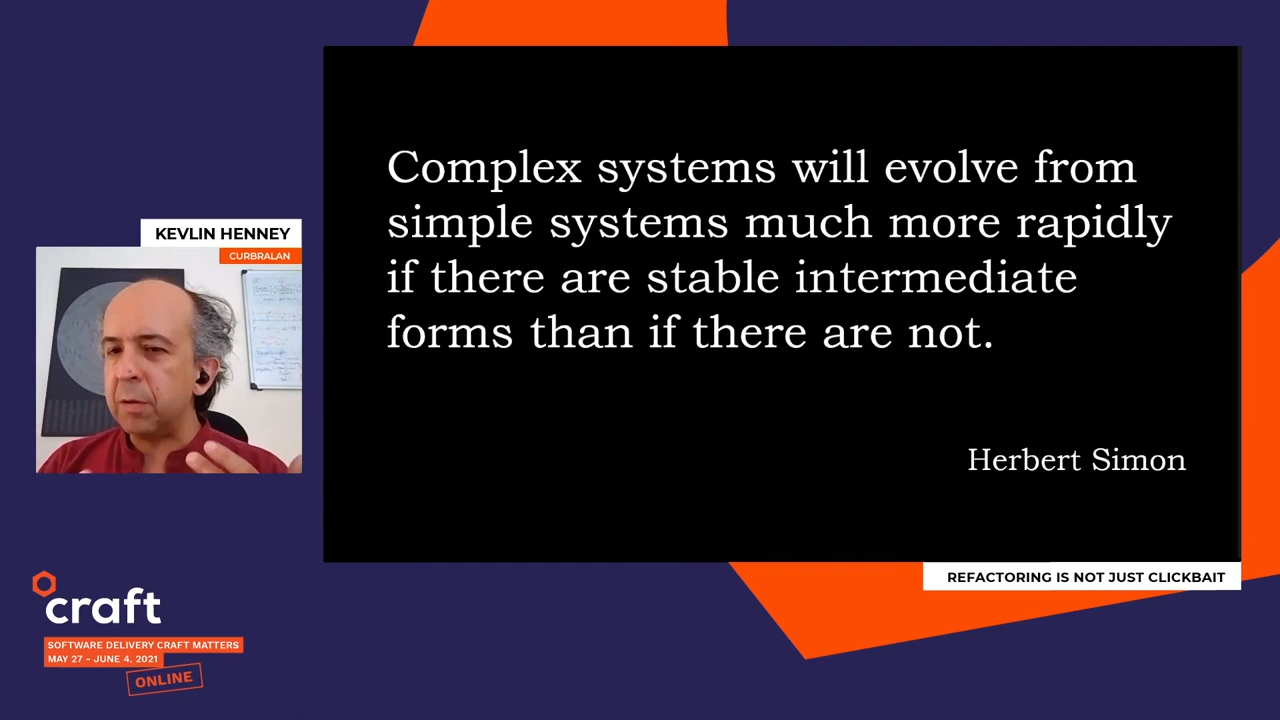 KEVLIN HENNEY
CURBRALAN
Complex systems will evolve from
simple systems much more rapidly
if there are stable intermediate
forms than if there are not.
Herbert Simon
REFACTORING IS NOT JUST CLICKBAIT
craft
SOFTWARE DELIVERY CRAFT MATTERS
MAY 27 - JUNE 4, 2021
ONLINE